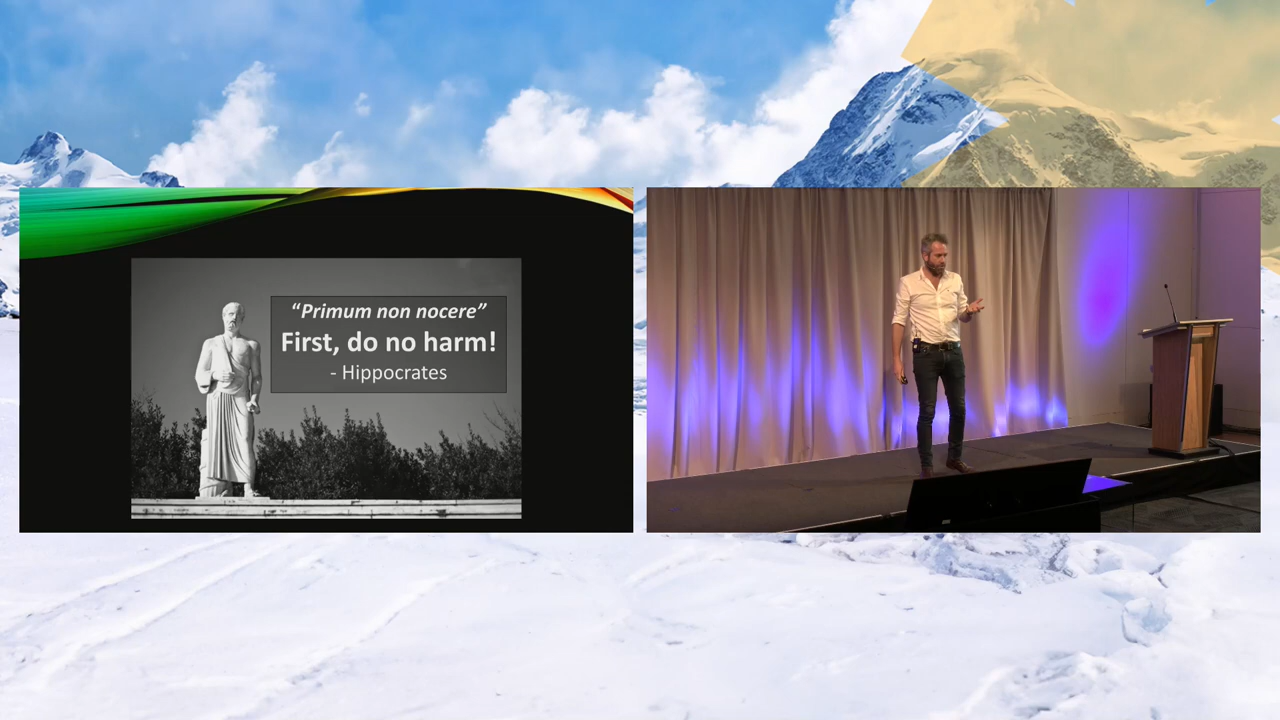 “Primum non nocere”
First, do no harm!
- Hippocrates